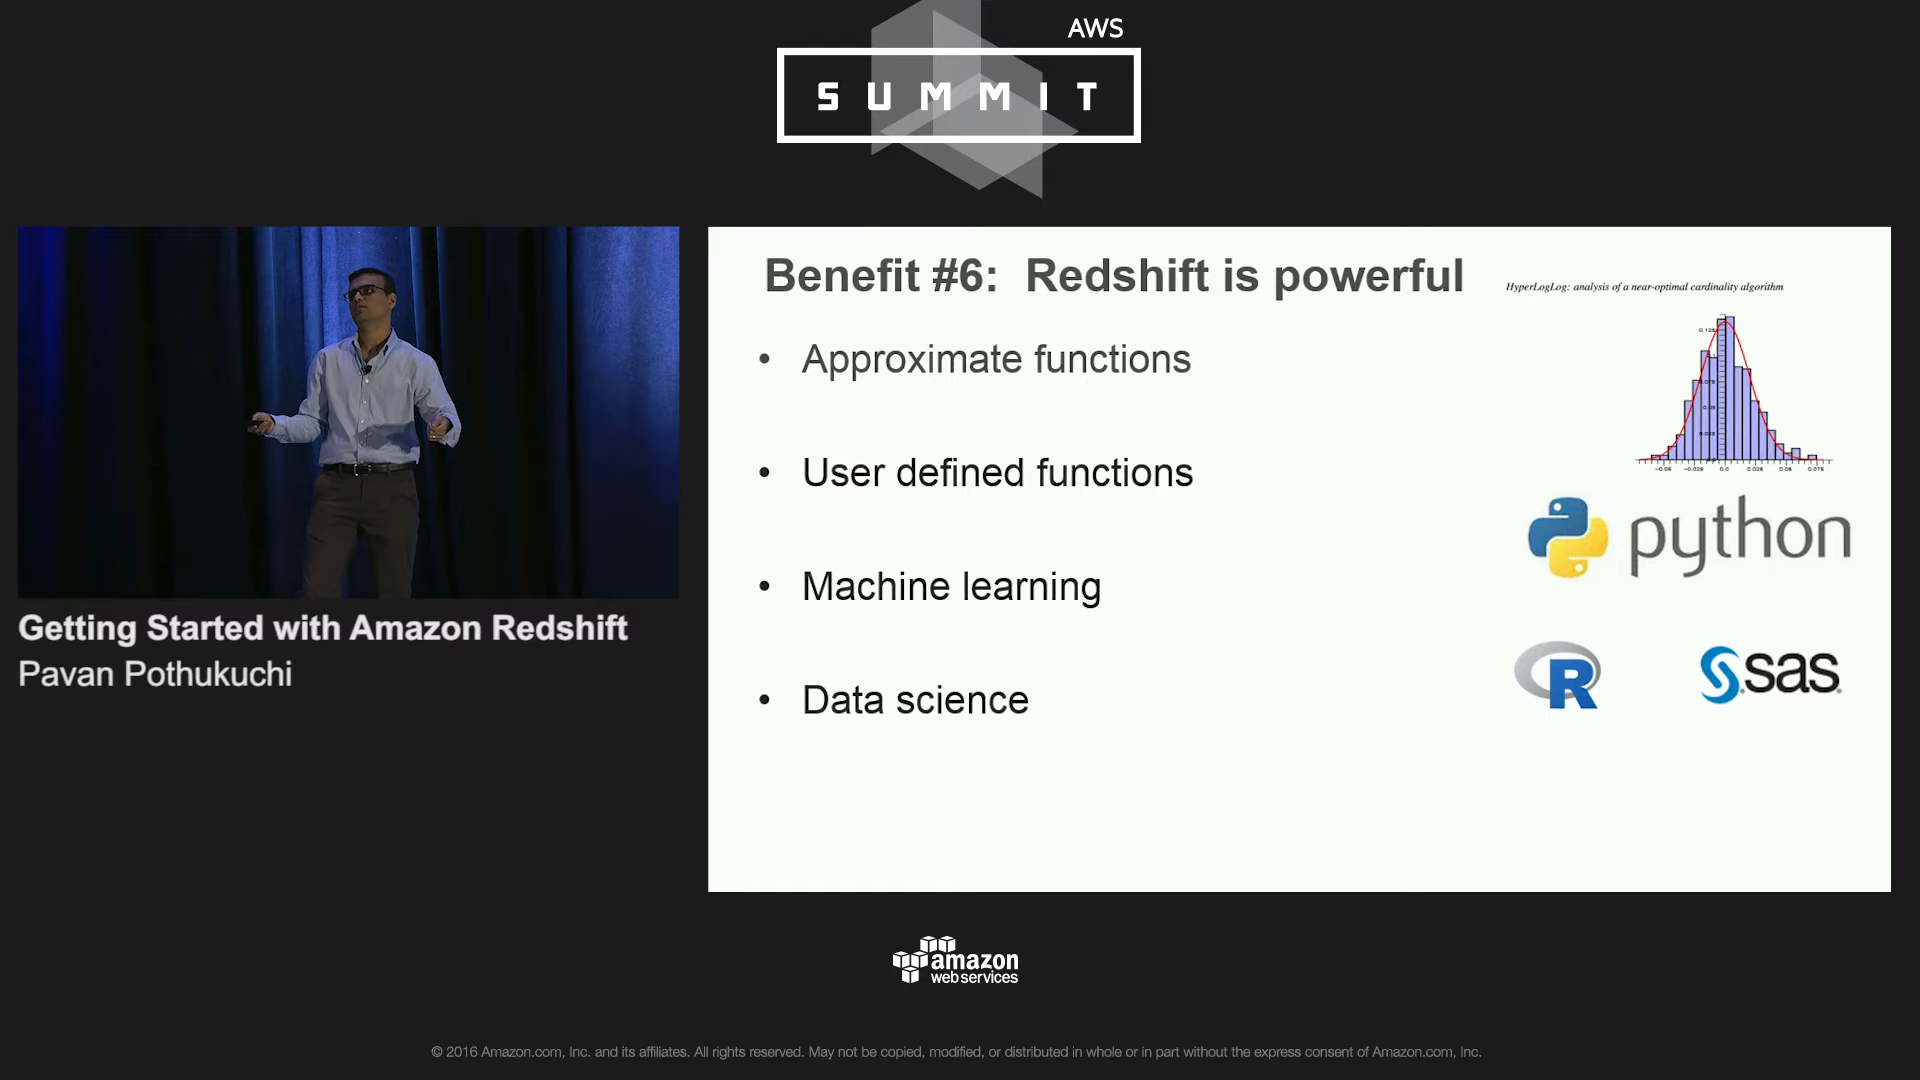 AWS
SUMMIT
Benefit #6: Redshift is powerful
HyperLogLog: analysis of a near-optimal cardinality algorithm
• Approximate functions
• User defined functions
python
• Machine learning
R
sas
• Data science
Getting Started with Amazon Redshift
Pavan Pothukuchi
amazon
web services
© 2016 Amazon.com, Inc. and its affiliates. All rights reserved. May not be copied, modified, or distributed in whole or in part without the express consent of Amazon.com, Inc.